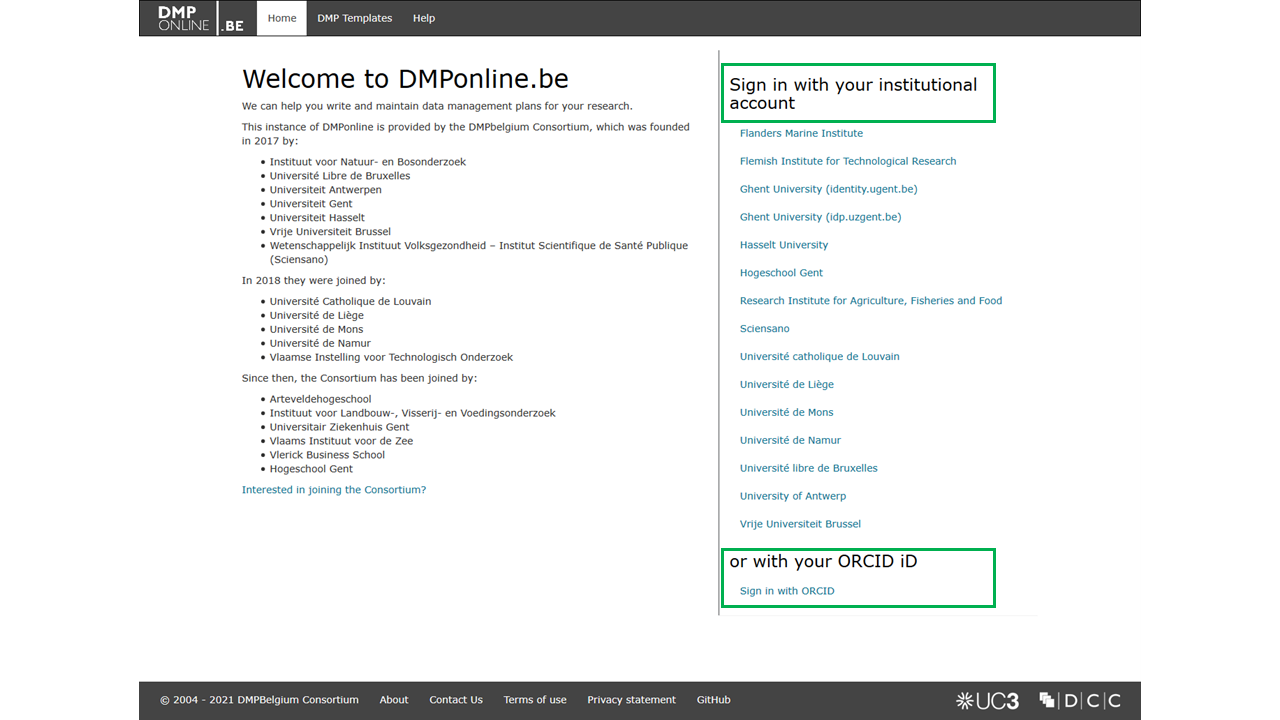 DMP
ONLINE .BE
Home
DMP Templates
Help
Welcome to DMPonline.be
We can help you write and maintain data management plans for your research.
This instance of DMPonline is provided by the DMPbelgium Consortium, which was founded
in 2017 by:
Instituut voor Natuur- en Bosonderzoek
Université Libre de Bruxelles
Universiteit Antwerpen
Universiteit Gent
Universiteit Hasselt
Vrije Universiteit Brussel
Wetenschappelijk Instituut Volksgezondheid – Institut Scientifique de Santé Publique
(Sciensano)
In 2018 they were joined by:
Université Catholique de Louvain
Université de Liège
Université de Mons
Université de Namur
Vlaamse Instelling voor Technologisch Onderzoek
Since then, the Consortium has been joined by:
Arteveldehogeschool
Instituut voor Landbouw-, Visserij- en Voedingsonderzoek
Universitair Ziekenhuis Gent
Vlaams Instituut voor de Zee
Vlerick Business School
Hogeschool Gent
Interested in joining the Consortium?
Sign in with your institutional
account
Flanders Marine Institute
Flemish Institute for Technological Research
Ghent University (identity.ugent.be)
Ghent University (idp.uzgent.be)
Hasselt University
Hogeschool Gent
Research Institute for Agriculture, Fisheries and Food
Sciensano
Université catholique de Louvain
Université de Liège
Université de Mons
Université de Namur
Université libre de Bruxelles
University of Antwerp
Vrije Universiteit Brussel
or with your ORCID iD
Sign in with ORCID
© 2004 - 2021 DMPBelgium Consortium
About
Contact Us
Terms of use
Privacy statement
GitHub
UC3
D|C|C